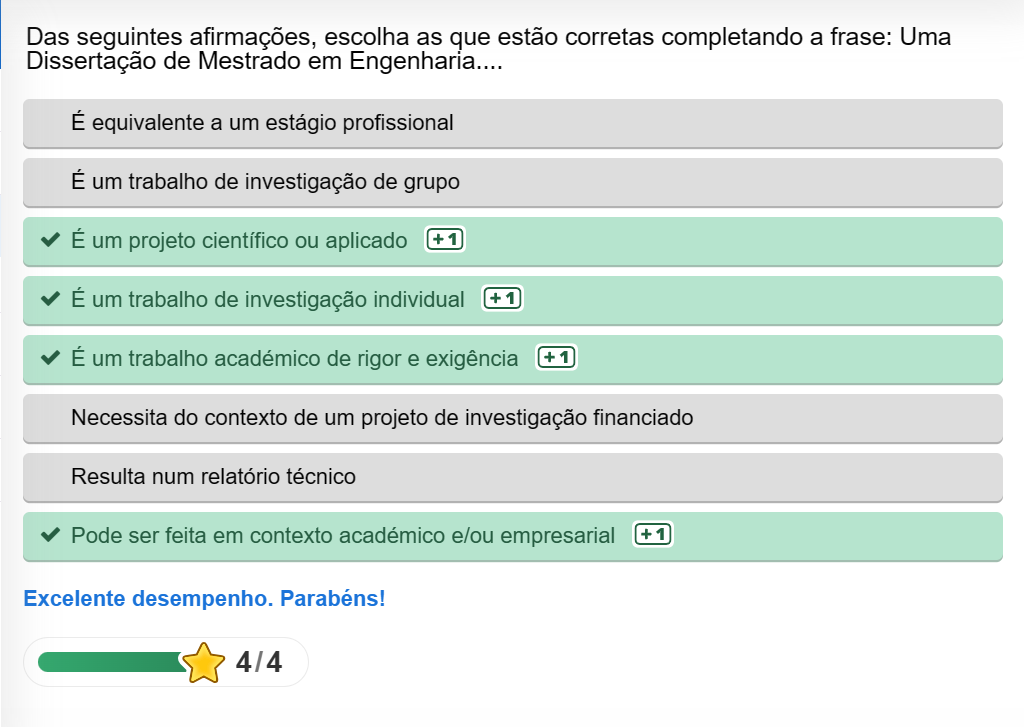 Das seguintes afirmações, escolha as que estão corretas completando a frase: Uma
Dissertação de Mestrado em Engenharia....
É equivalente a um estágio profissional
É um trabalho de investigação de grupo
É um projeto científico ou aplicado +1
É um trabalho de investigação individual +1
É um trabalho académico de rigor e exigência +1
Necessita do contexto de um projeto de investigação financiado
Resulta num relatório técnico
Pode ser feita em contexto académico e/ou empresarial +1
Excelente desempenho. Parabéns!
4/4